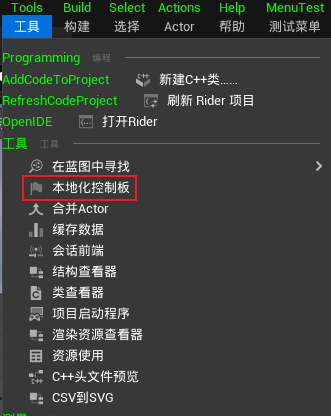 Tools Build Select Actions Help MenuTest
工具 构建 选择 Actor 帮助 测试菜单
Programming 编程
AddCodeToProject 新建C++类……
RefreshCodeProject 刷新 Rider 项目
OpenIDE 打开Rider
工具 工具
在蓝图中寻找
本地化控制板
合并Actor
缓存数据
会话前端
结构查看器
类查看器
项目启动程序
渲染资源查看器
资源使用
C++头文件预览
CSV到SVG